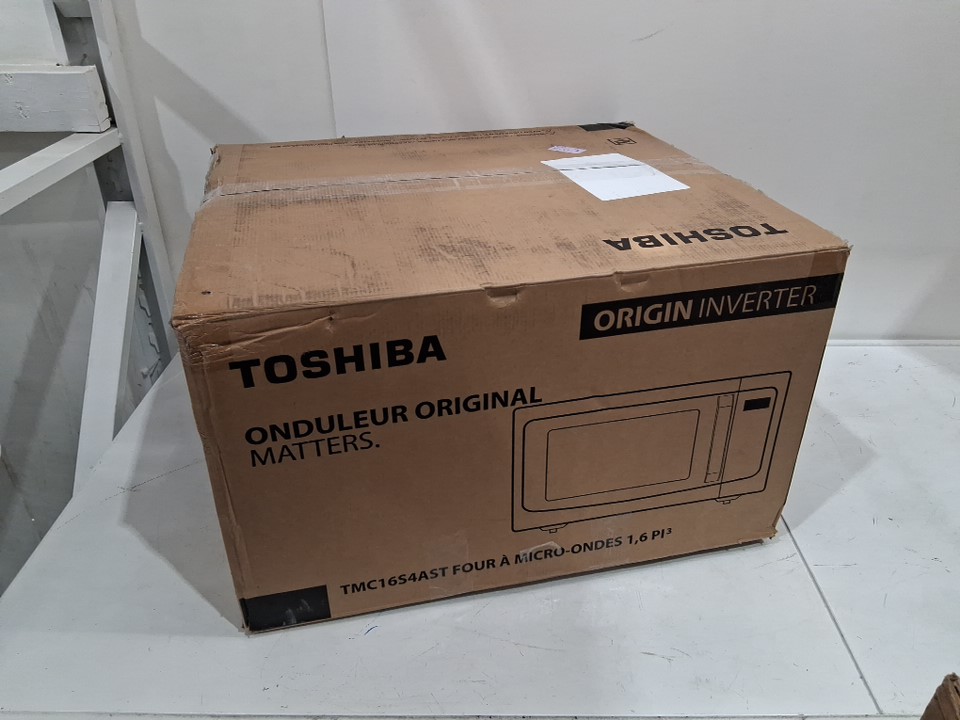 TOSHIBA
ORIGIN INVERTER
TOSHIBA
ONDULEUR ORIGINAL
MATTERS.
TMC16S4AST FOUR À MICRO-ONDES 1,6 PI³